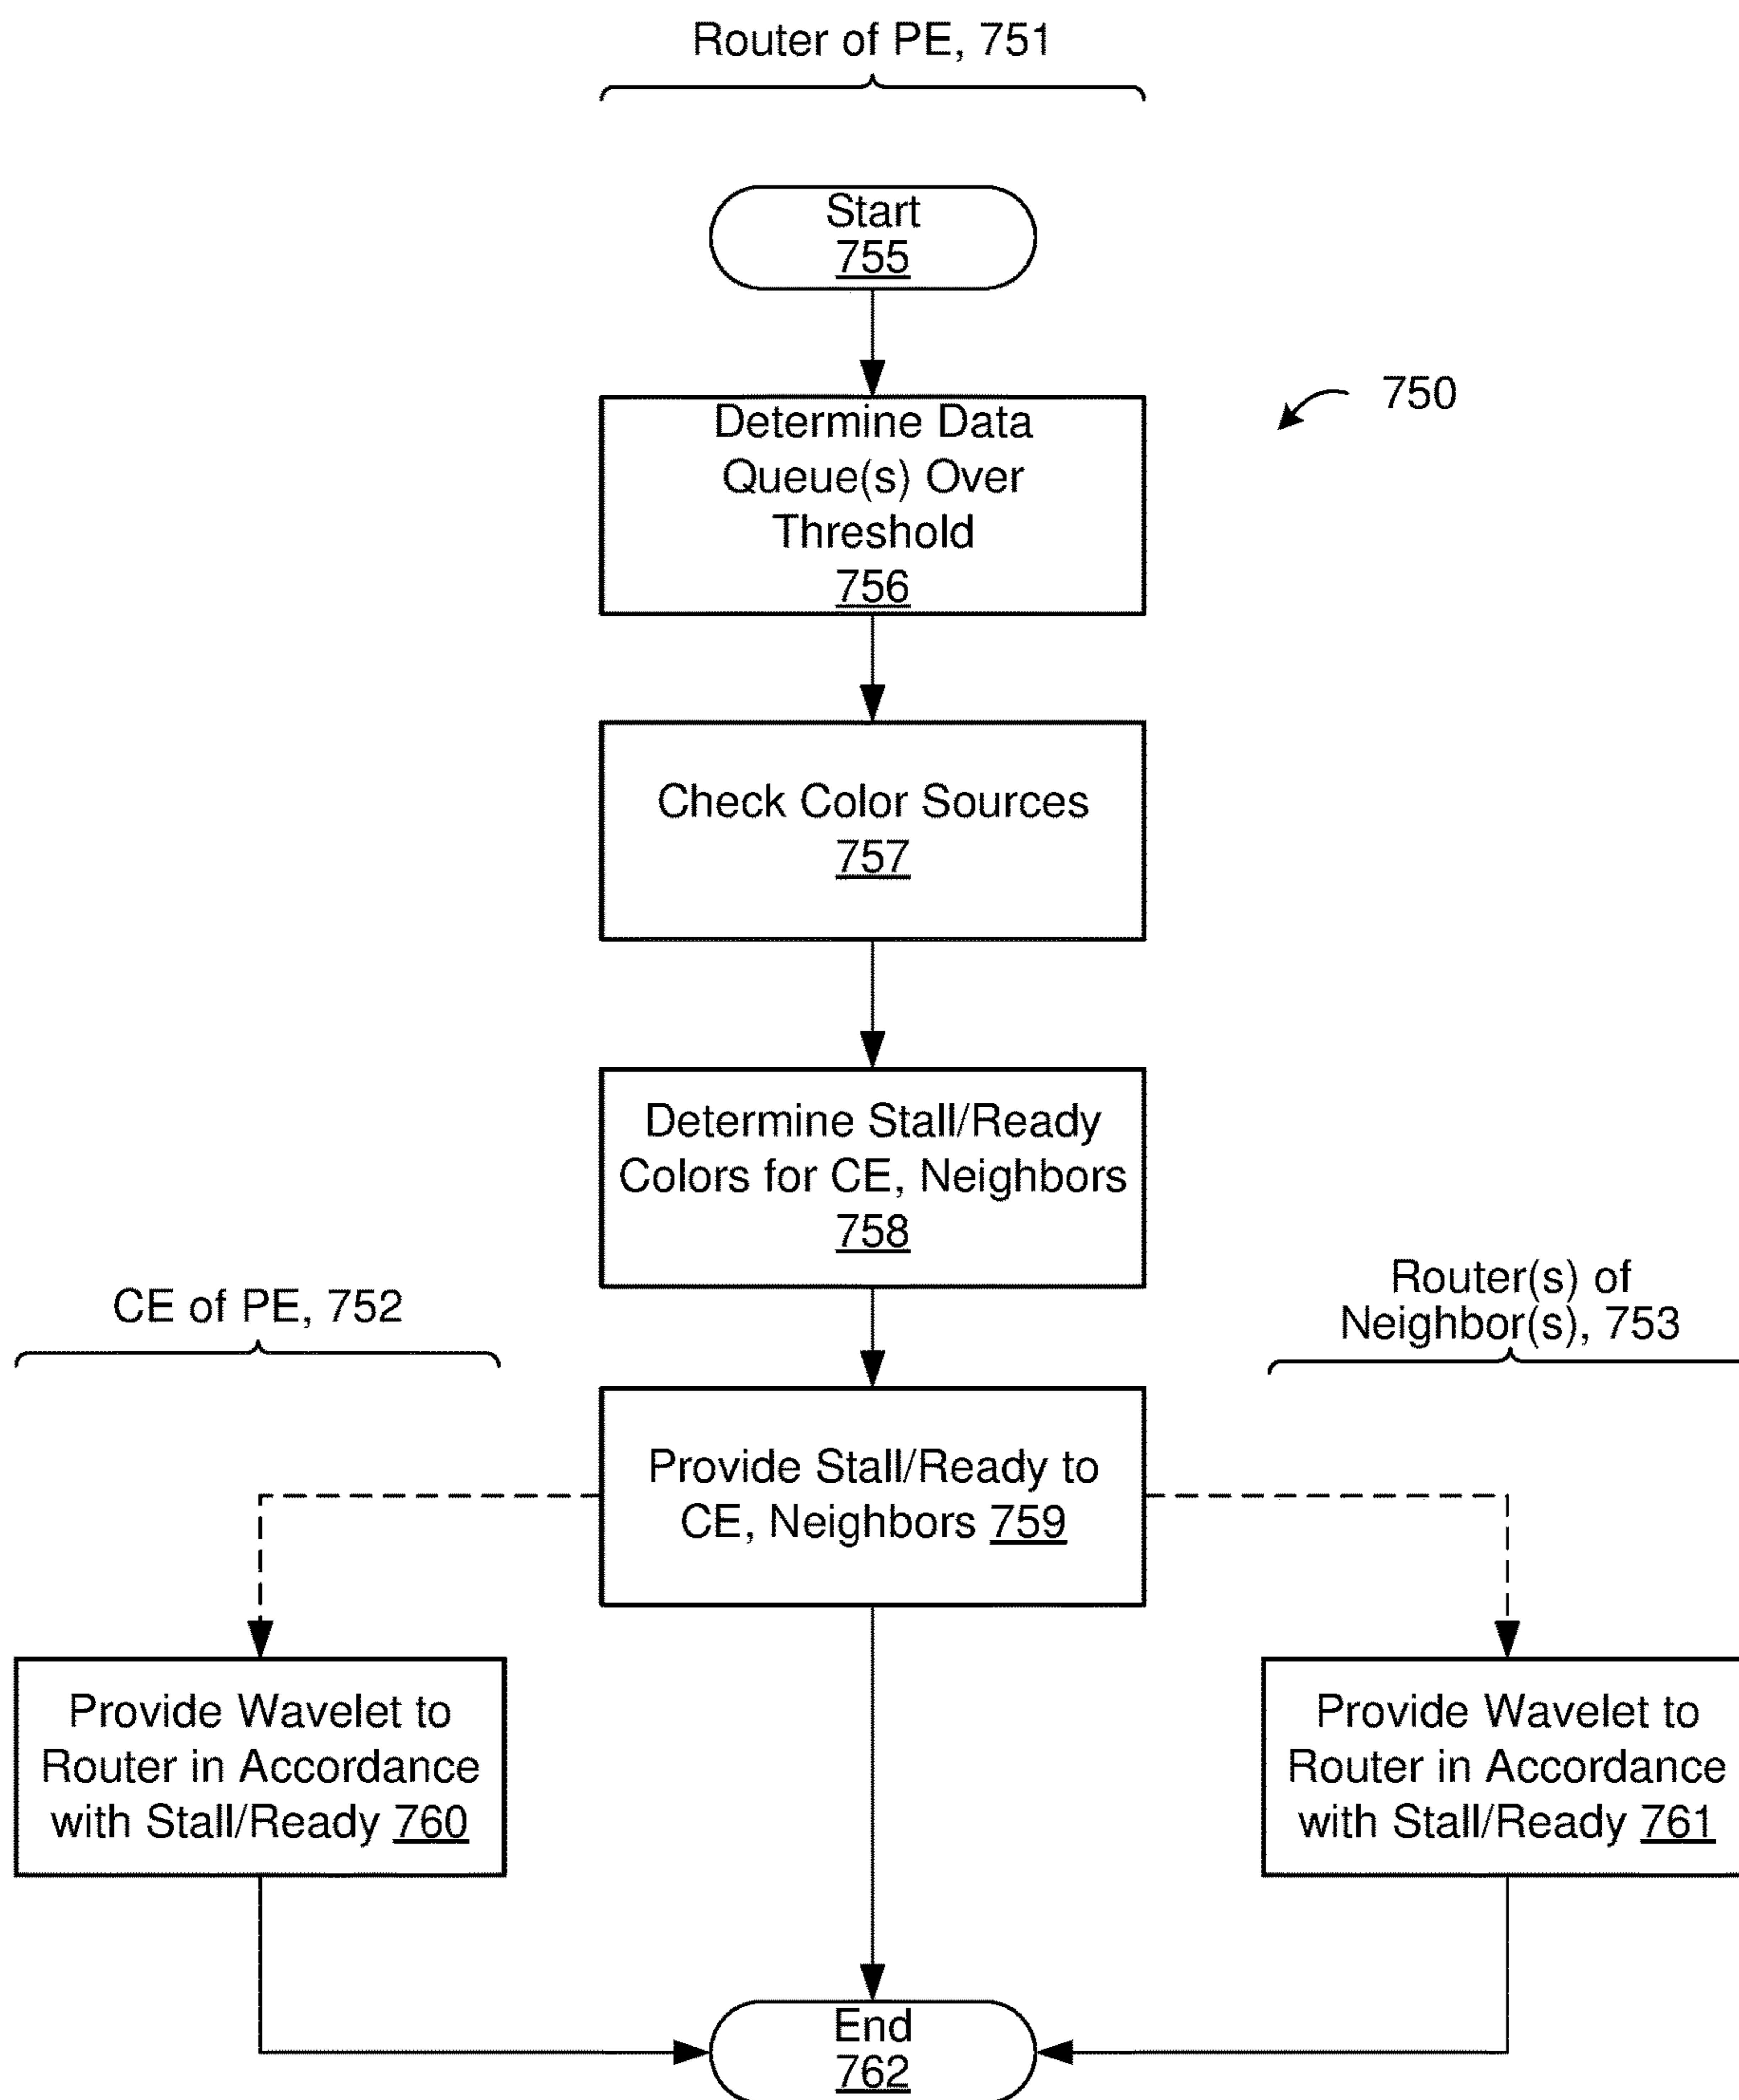 Router of PE, 751
Start
755
750
Determine Data
Queue(s) Over
Threshold
756
Check Color Sources
757
Determine Stall/Ready
Colors for CE, Neighbors
758
CE of PE, 752
Router(s) of
Neighbor(s), 753
Provide Stall/Ready to
CE, Neighbors 759
Provide Wavelet to
Router in Accordance
with Stall/Ready 760
Provide Wavelet to
Router in Accordance
with Stall/Ready 761
End
762